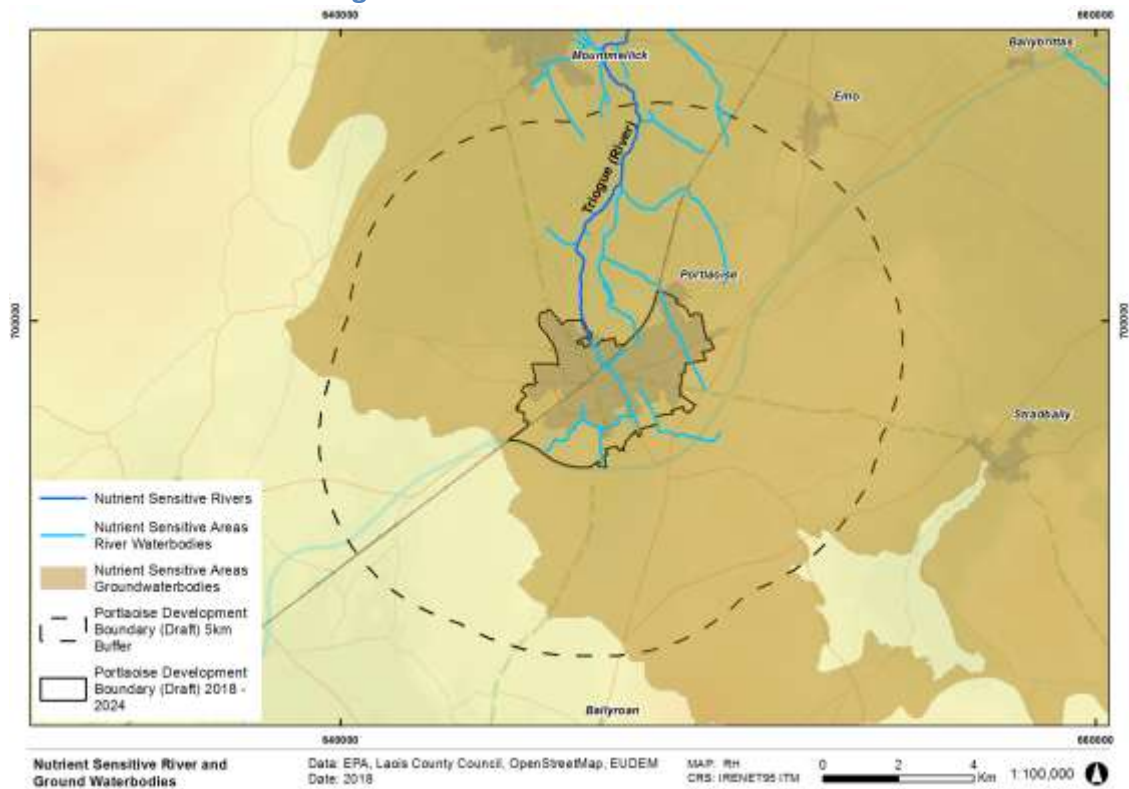 640000
660000
Mountmellick
Ballybrittas
Emo
Triogue (River)
Portlaoise
700000
700000
Stradbally
Nutrient Sensitive Rivers
Nutrient Sensitive Areas
River Waterbodies
Nutrient Sensitive Areas
Groundwaterbodies
Portlaoise Development
Boundary (Draft) 5km
Buffer
Portlaoise Development
Boundary (Draft) 2018 -
2024
Ballyroan
640000
660000
Nutrient Sensitive River and
Ground Waterbodies
Data: EPA, Laois County Council, OpenStreetMap, EUDEM
Date: 2018
MAP: RH
CRS: IRENET95 ITM
0 2 4
Km
1:100,000